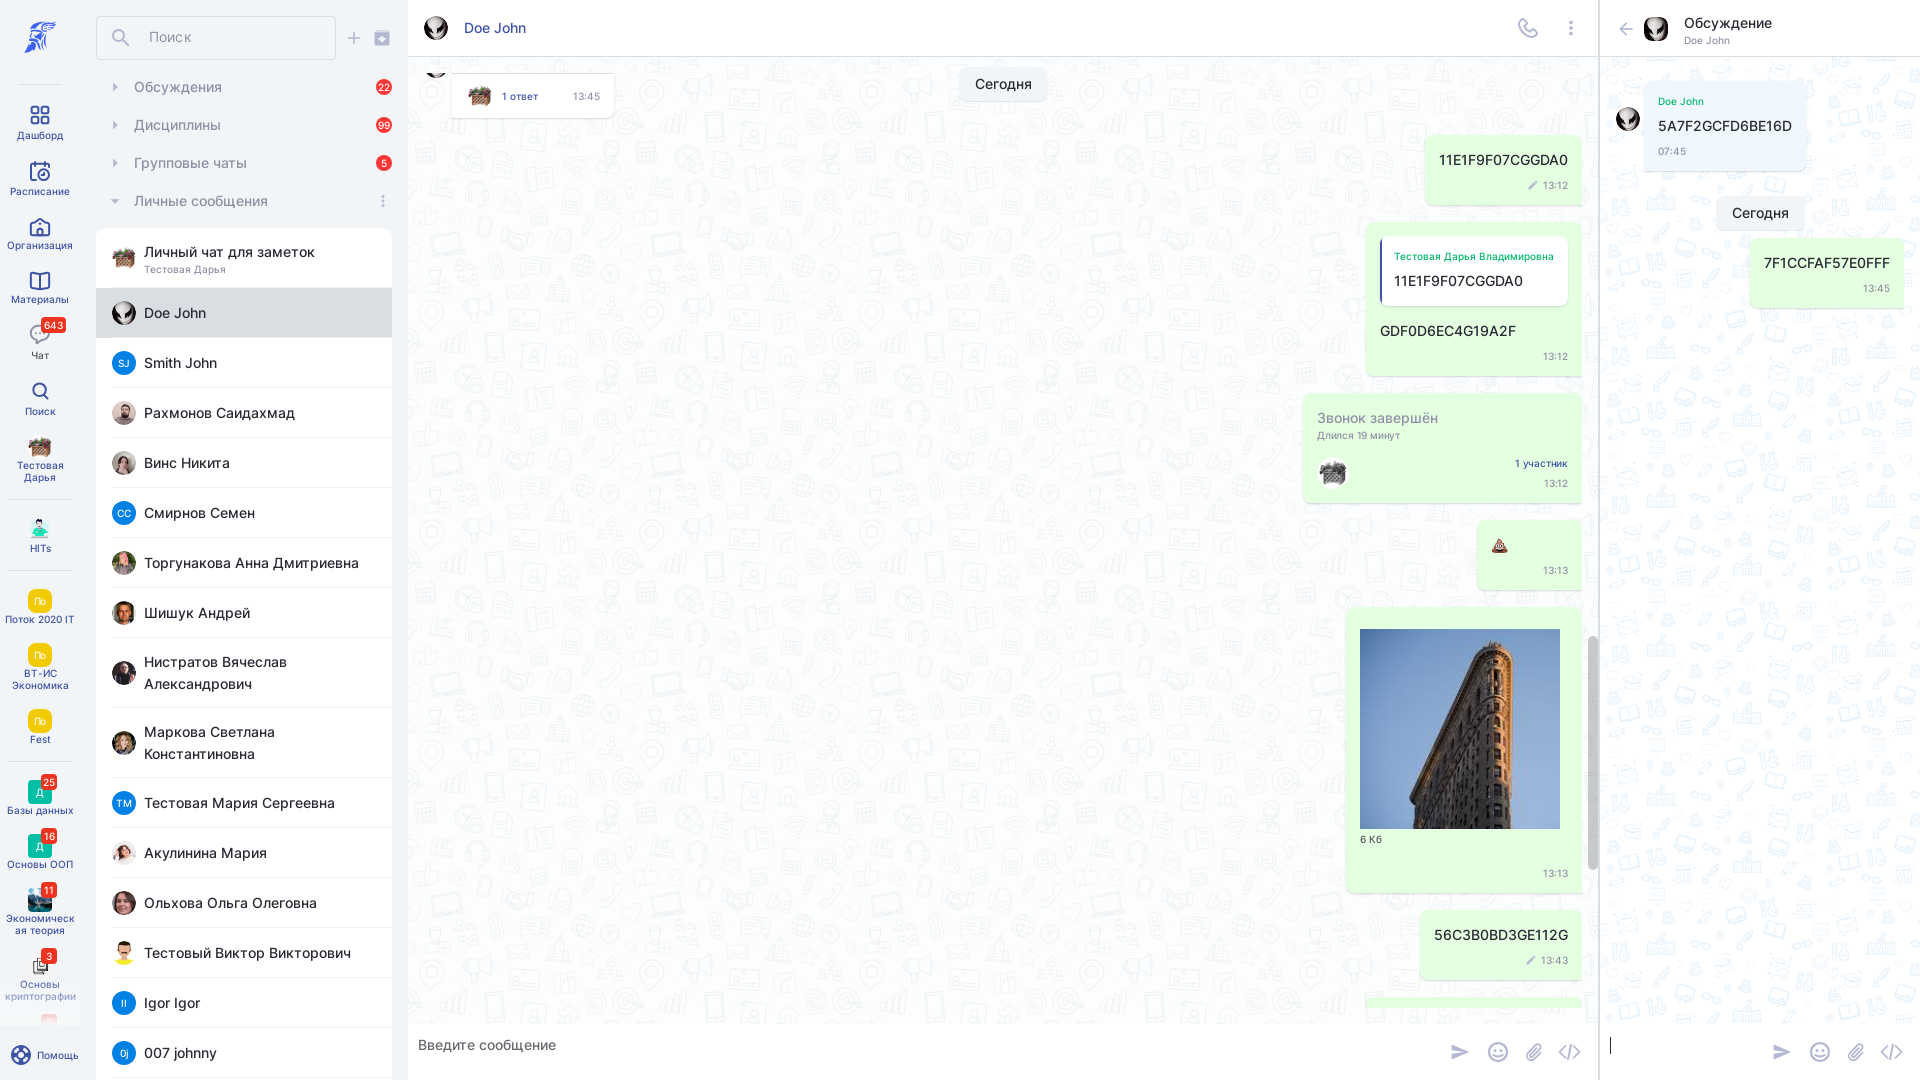 Дашборд
Расписание
Организация
Материалы
643
Чат
Поиск
Тестовая
Дарья
HITs
По
Поток 2020 IT
По
ВТ-ИС
Экономика
По
Fest
25
Д
Базы данных
16
Д
Основы ООП
11
Экономическ
ая теория
3
Основы
криптографии
Помощь
Поиск
Обсуждения
22
Дисциплины
99
Групповые чаты
5
Личные сообщения
Личный чат для заметок
Тестовая Дарья
Doe John
SJ
Smith John
Рахмонов Саидахмад
Винс Никита
СС
Смирнов Семен
Торгунакова Анна Дмитриевна
Шишук Андрей
Нистратов Вячеслав
Александрович
Маркова Светлана
Константиновна
ТМ
Тестовая Мария Сергеевна
Акулинина Мария
Ольхова Ольга Олеговна
Тестовый Виктор Викторович
II
Igor Igor
0j
007 johnny
Doe John
1 ответ
13:45
Сегодня
11E1F9F07CGGDA0
13:12
Тестовая Дарья Владимировна
11E1F9F07CGGDA0
GDF0D6EC4G19A2F
13:12
Звонок завершён
Длился 19 минут
1 участник
13:12
13:13
6 Кб
13:13
56C3B0BD3GE112G
13:43
Введите сообщение
Обсуждение
Doe John
Doe John
5A7F2GCFD6BE16D
07:45
Сегодня
7F1CCFAF57E0FFF
13:45